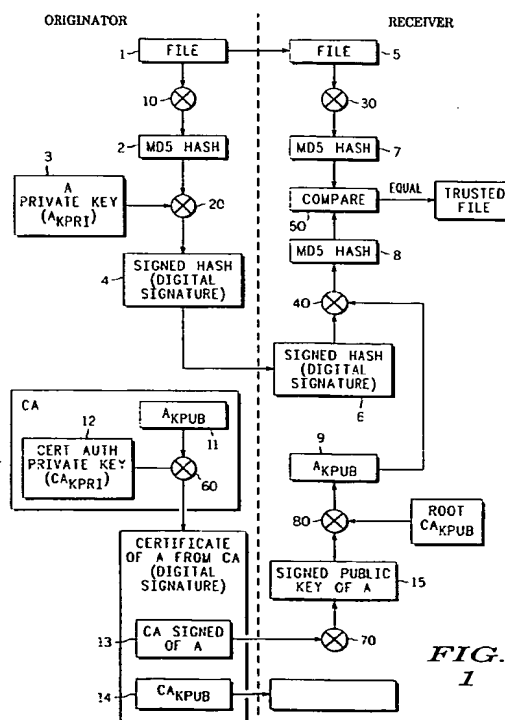 ORIGINATOR
RECEIVER
1
FILE
FILE
5
10
30
2
MD5 HASH
MD5 HASH
7
3
A
PRIVATE KEY
(AKPRI)
20
COMPARE
50
EQUAL
TRUSTED
FILE
MD5 HASH
8
4
SIGNED HASH
(DIGITAL
SIGNATURE)
40
SIGNED HASH
(DIGITAL
SIGNATURE)
6
CA
12
CERT AUTH
PRIVATE KEY
(CAKPRI)
AKPUB
11
60
9
AKPUB
80
ROOT
CAKPUB
CERTIFICATE
OF A FROM CA
(DIGITAL
SIGNATURE)
SIGNED PUBLIC
KEY OF A
15
13
CA SIGNED
OF A
70
14
CAKPUB
FIG.
1